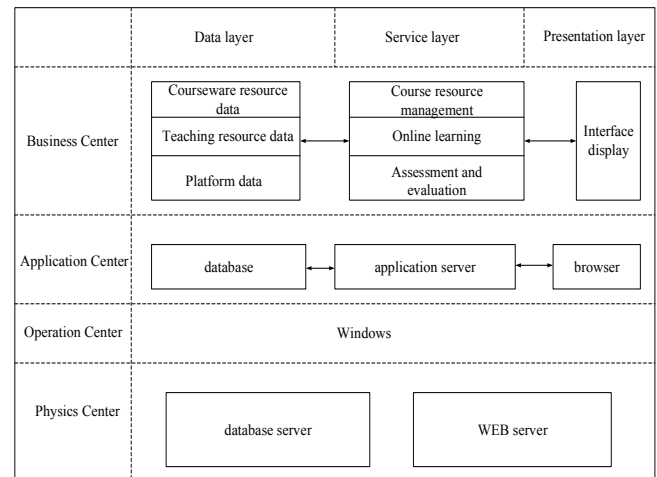 Data layer
Service layer
Presentation layer
Business Center
Courseware resource
data
Teaching resource data
Platform data
Course resource
management
Online learning
Assessment and
evaluation
Interface
display
Application Center
database
application server
browser
Operation Center
Windows
Physics Center
database server
WEB server